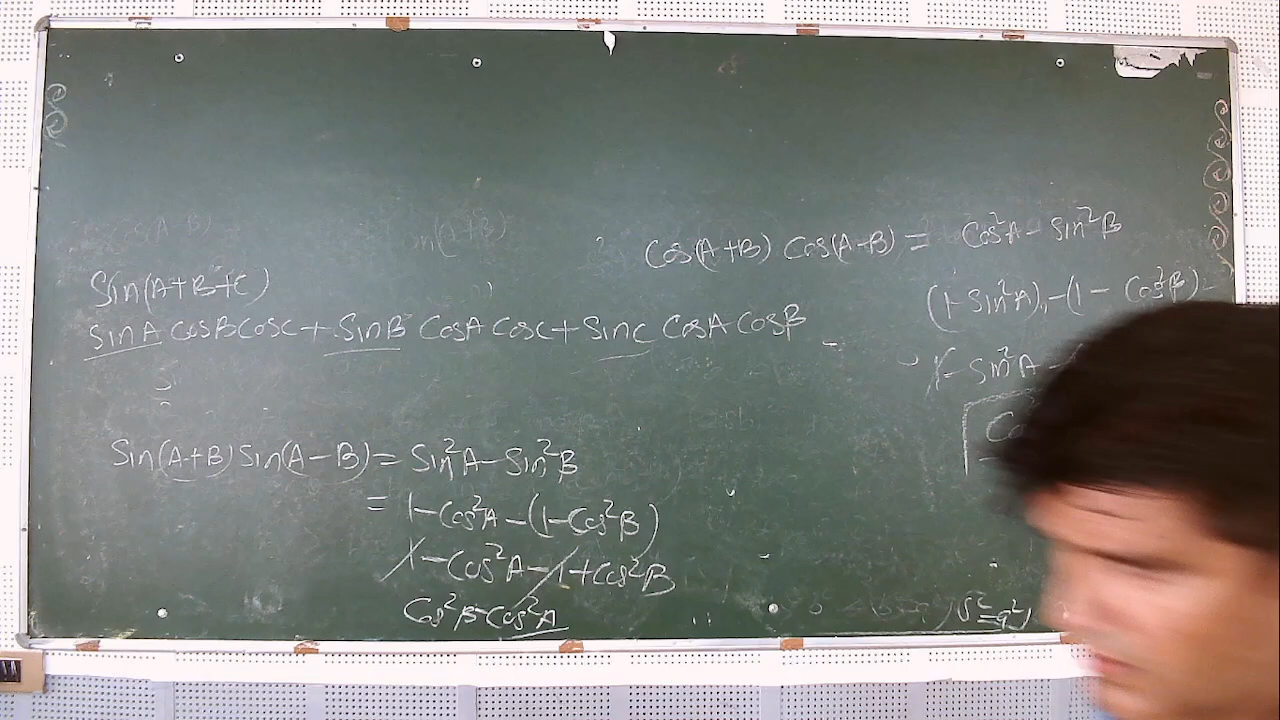 Sin(A+B+C)
SinA CosB CosC + SinB CosA CosC + SinC CosA CosB
Sin(A+B) Sin(A-B) = Sin²A - Sin²B
= 1 - Cos²A - (1 - Cos²B)
1 - Cos²A - 1 + Cos²B
Cos²B - Cos²A
Cos(A+B) Cos(A-B) = Cos²A - Sin²B
(1 - Sin²A) - (1 - Cos²B)
1 - Sin²A -